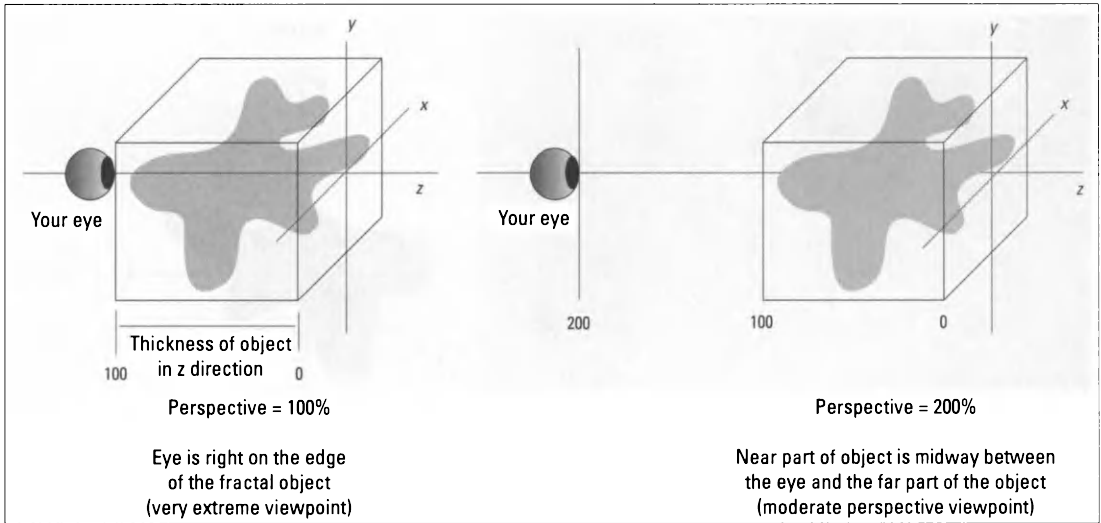 y
x
z
Your eye
Thickness of object
in z direction
100
0
Perspective = 100%
Eye is right on the edge
of the fractal object
(very extreme viewpoint)
y
x
z
Your eye
200
100
0
Perspective = 200%
Near part of object is midway between
the eye and the far part of the object
(moderate perspective viewpoint)